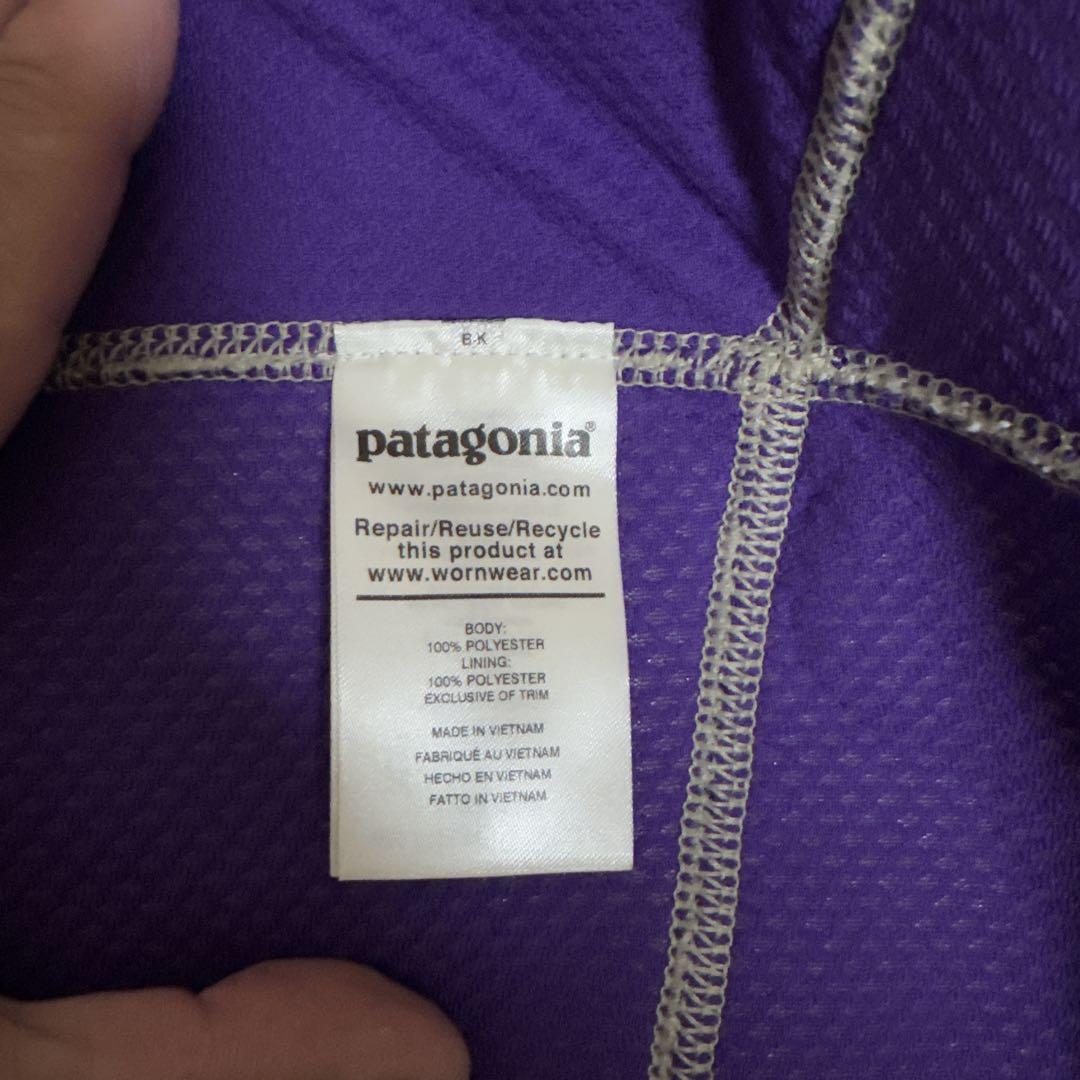 B-K
patagonia®
www.patagonia.com
Repair/Reuse/Recycle
this product at
www.wornwear.com
BODY:
100% POLYESTER
LINING:
100% POLYESTER
EXCLUSIVE OF TRIM
MADE IN VIETNAM
FABRIQUÉ AU VIETNAM
HECHO EN VIETNAM
FATTO IN VIETNAM